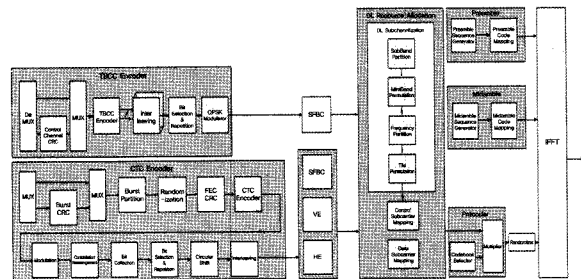 TBCC Encoder
De
MUX
Control
Channel
CRC
MUX
TBCC
Encoder
Inter
leaving
Bit
Selection
& Repetition
QPSK
Modulation
SFBC
CTC Encoder
MUX
Burst
CRC
MUX
Burst
Partition
Random
-ization
FEC
CRC
CTC
Encoder
Modulation
Constellation
Rearrangement
Bit
Collection
Bit
Selection
& Repetition
Circular
Shift
SFBC
VE
HE
DL Resource Allocation
DL Subchannelization
SubBand
Partition
MiniBand
Permutation
Frequency
Partition
Tile
Permutation
Subcarrier
Mapping
Data
Subcarrier
Mapping
Preamble
Preamble
Sequence
Generator
Preamble
Code
Mapping
Midamble
Midamble
Sequence
Generator
Midamble
Code
Mapping
Precoder
Codebook
Selector
Multiplier
IFFT